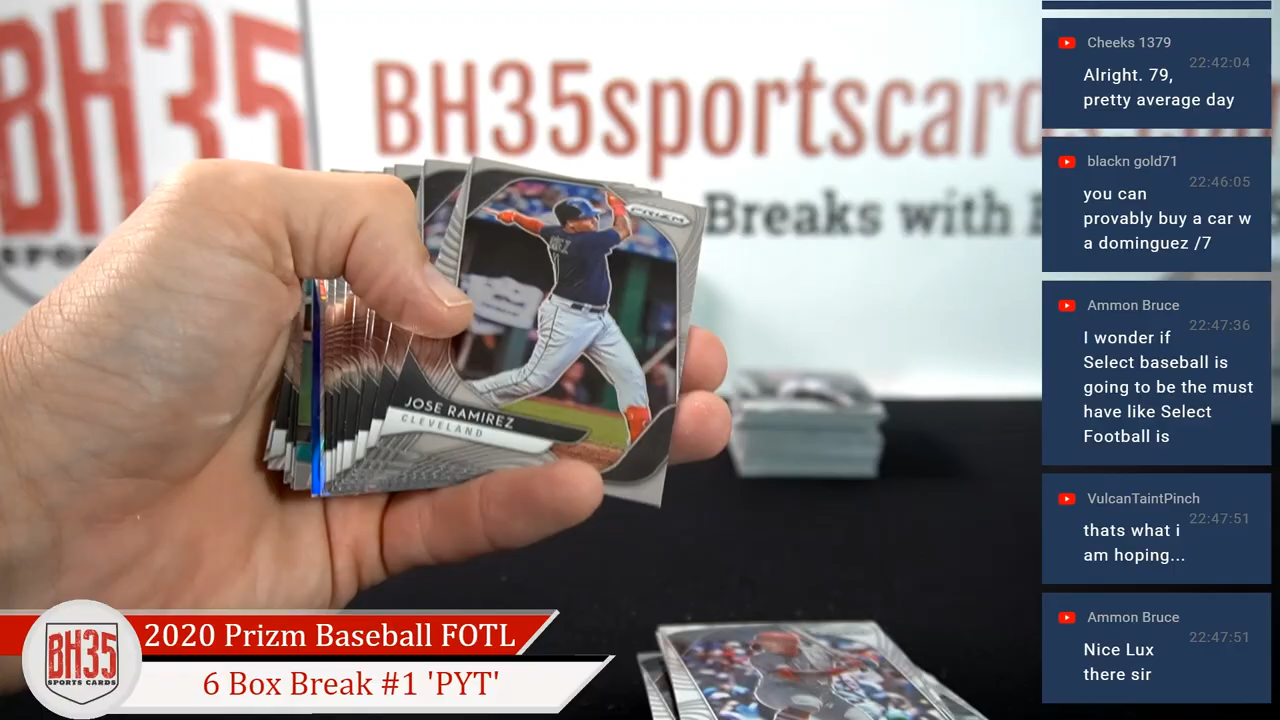 BH35
SPORTS
BH35sportscards.com
Breaks with
PRIZM
JOSE RAMIREZ
CLEVELAND
2020 Prizm Baseball FOTL
6 Box Break #1 'PYT'
BH35
SPORTS CARDS
Cheeks 1379
22:42:04
Alright. 79,
pretty average day
blackn gold71
22:46:05
you can
provably buy a car w
a dominguez /7
Ammon Bruce
22:47:36
I wonder if
Select baseball is
going to be the must
have like Select
Football is
VulcanTaintPinch
22:47:51
thats what i
am hoping...
Ammon Bruce
22:47:51
Nice Lux
there sir